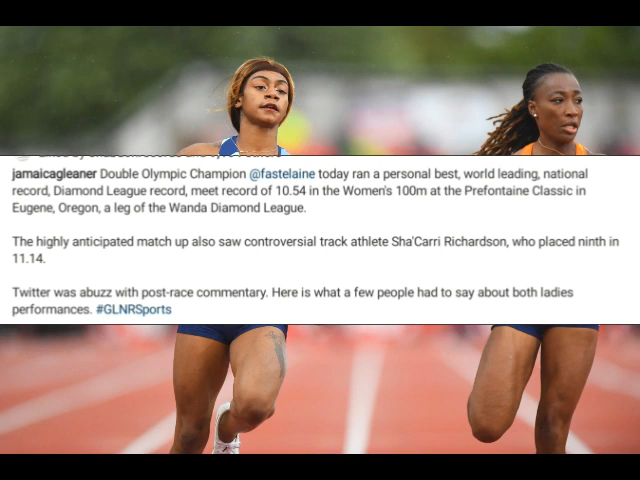 jamaicagleaner Double Olympic Champion @fastelaine today ran a personal best, world leading, national
record, Diamond League record, meet record of 10.54 in the Women's 100m at the Prefontaine Classic in
Eugene, Oregon, a leg of the Wanda Diamond League.
The highly anticipated match up also saw controversial track athlete Sha'Carri Richardson, who placed ninth in
11.14.
Twitter was abuzz with post-race commentary. Here is what a few people had to say about both ladies
performances. #GLNRSports